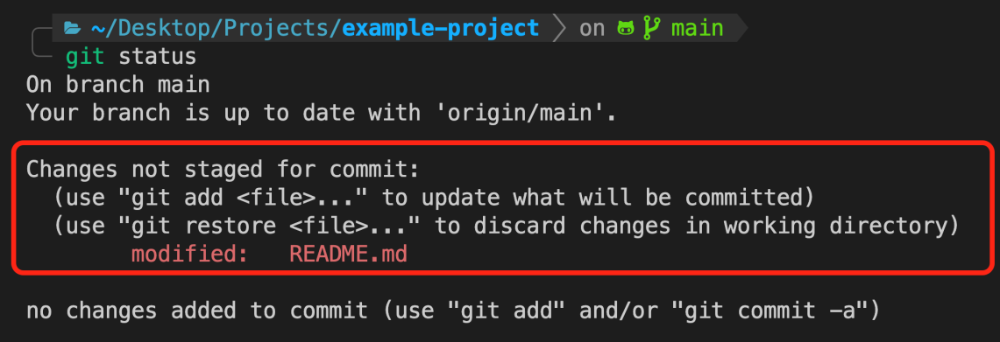 ~/Desktop/Projects/example-project on main
git status
On branch main
Your branch is up to date with 'origin/main'.
Changes not staged for commit:
(use "git add <file>..." to update what will be committed)
(use "git restore <file>..." to discard changes in working directory)
modified: README.md
no changes added to commit (use "git add" and/or "git commit -a")